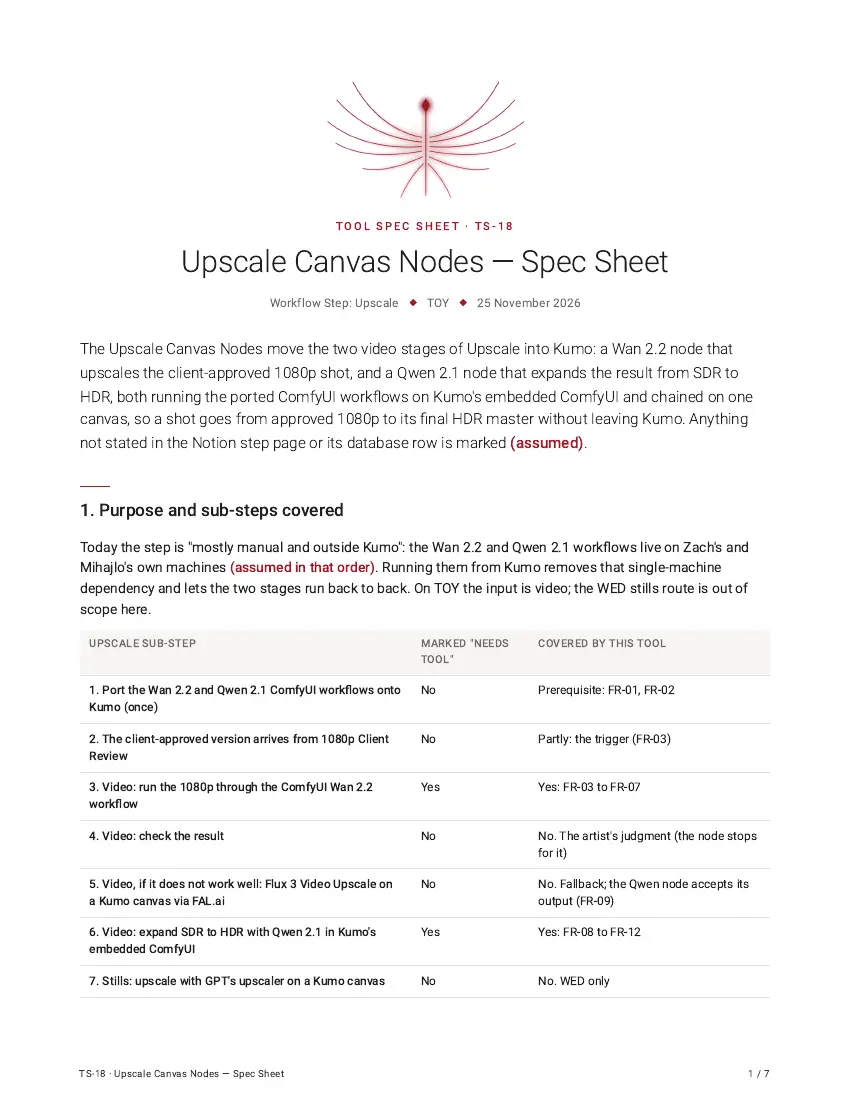 TOOL SPEC SHEET · TS-18
Upscale Canvas Nodes — Spec Sheet
Workflow Step: Upscale ◆ TOY ◆ 25 November 2026
The Upscale Canvas Nodes move the two video stages of Upscale into Kumo: a Wan 2.2 node that
upscales the client-approved 1080p shot, and a Qwen 2.1 node that expands the result from SDR to
HDR, both running the ported ComfyUI workflows on Kumo's embedded ComfyUI and chained on one
canvas, so a shot goes from approved 1080p to its final HDR master without leaving Kumo. Anything
not stated in the Notion step page or its database row is marked (assumed).
1. Purpose and sub-steps covered
Today the step is "mostly manual and outside Kumo": the Wan 2.2 and Qwen 2.1 workflows live on Zach's and
Mihajlo's own machines (assumed in that order). Running them from Kumo removes that single-machine
dependency and lets the two stages run back to back. On TOY the input is video; the WED stills route is out of
scope here.
UPSCALE SUB-STEP
MARKED "NEEDS
TOOL"
COVERED BY THIS TOOL
1. Port the Wan 2.2 and Qwen 2.1 ComfyUI workflows onto
Kumo (once)
No
Prerequisite: FR-01, FR-02
2. The client-approved version arrives from 1080p Client
Review
No
Partly: the trigger (FR-03)
3. Video: run the 1080p through the ComfyUI Wan 2.2
workflow
Yes
Yes: FR-03 to FR-07
4. Video: check the result
No
No. The artist's judgment (the node stops
for it)
5. Video, if it does not work well: Flux 3 Video Upscale on
a Kumo canvas via FAL.ai
No
No. Fallback; the Qwen node accepts its
output (FR-09)
6. Video: expand SDR to HDR with Qwen 2.1 in Kumo's
embedded ComfyUI
Yes
Yes: FR-08 to FR-12
7. Stills: upscale with GPT's upscaler on a Kumo canvas
No
No. WED only
TS-18 · Upscale Canvas Nodes — Spec Sheet
1 / 7